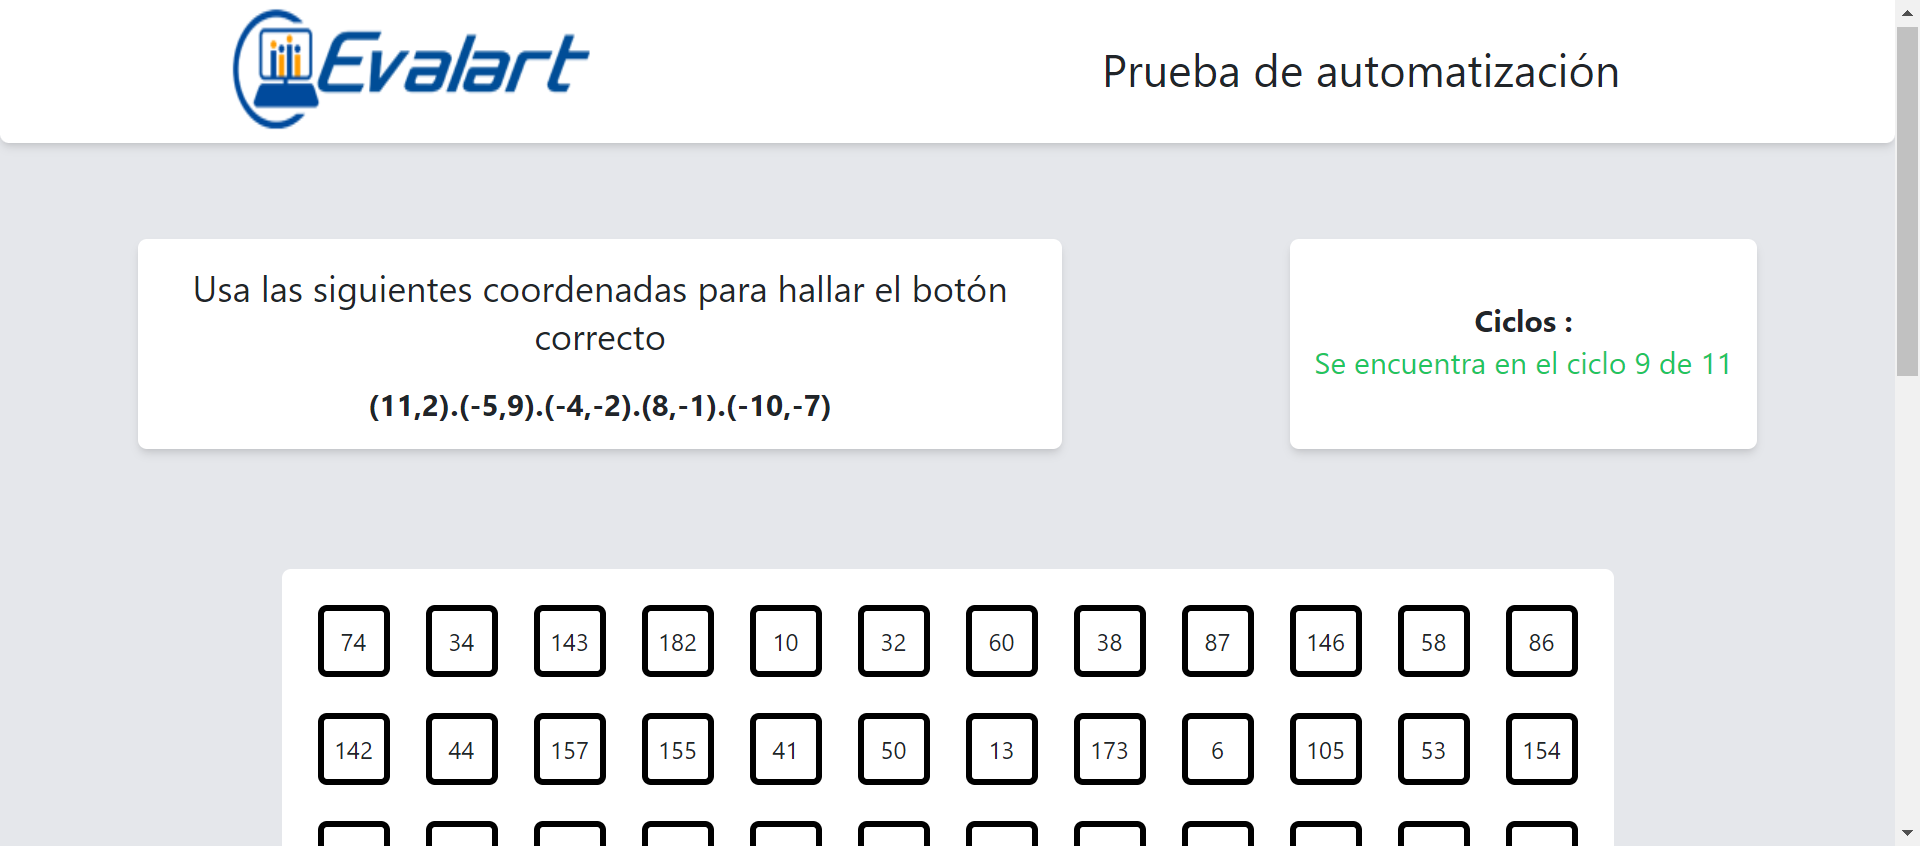 Evalart
Prueba de automatización
Usa las siguientes coordenadas para hallar el botón
correcto
(11,2).(-5,9).(-4,-2).(8,-1).(-10,-7)
Ciclos :
Se encuentra en el ciclo 9 de 11
74 34 143 182 10 32 60 38 87 146 58 86
142 44 157 155 41 50 13 173 6 105 53 154